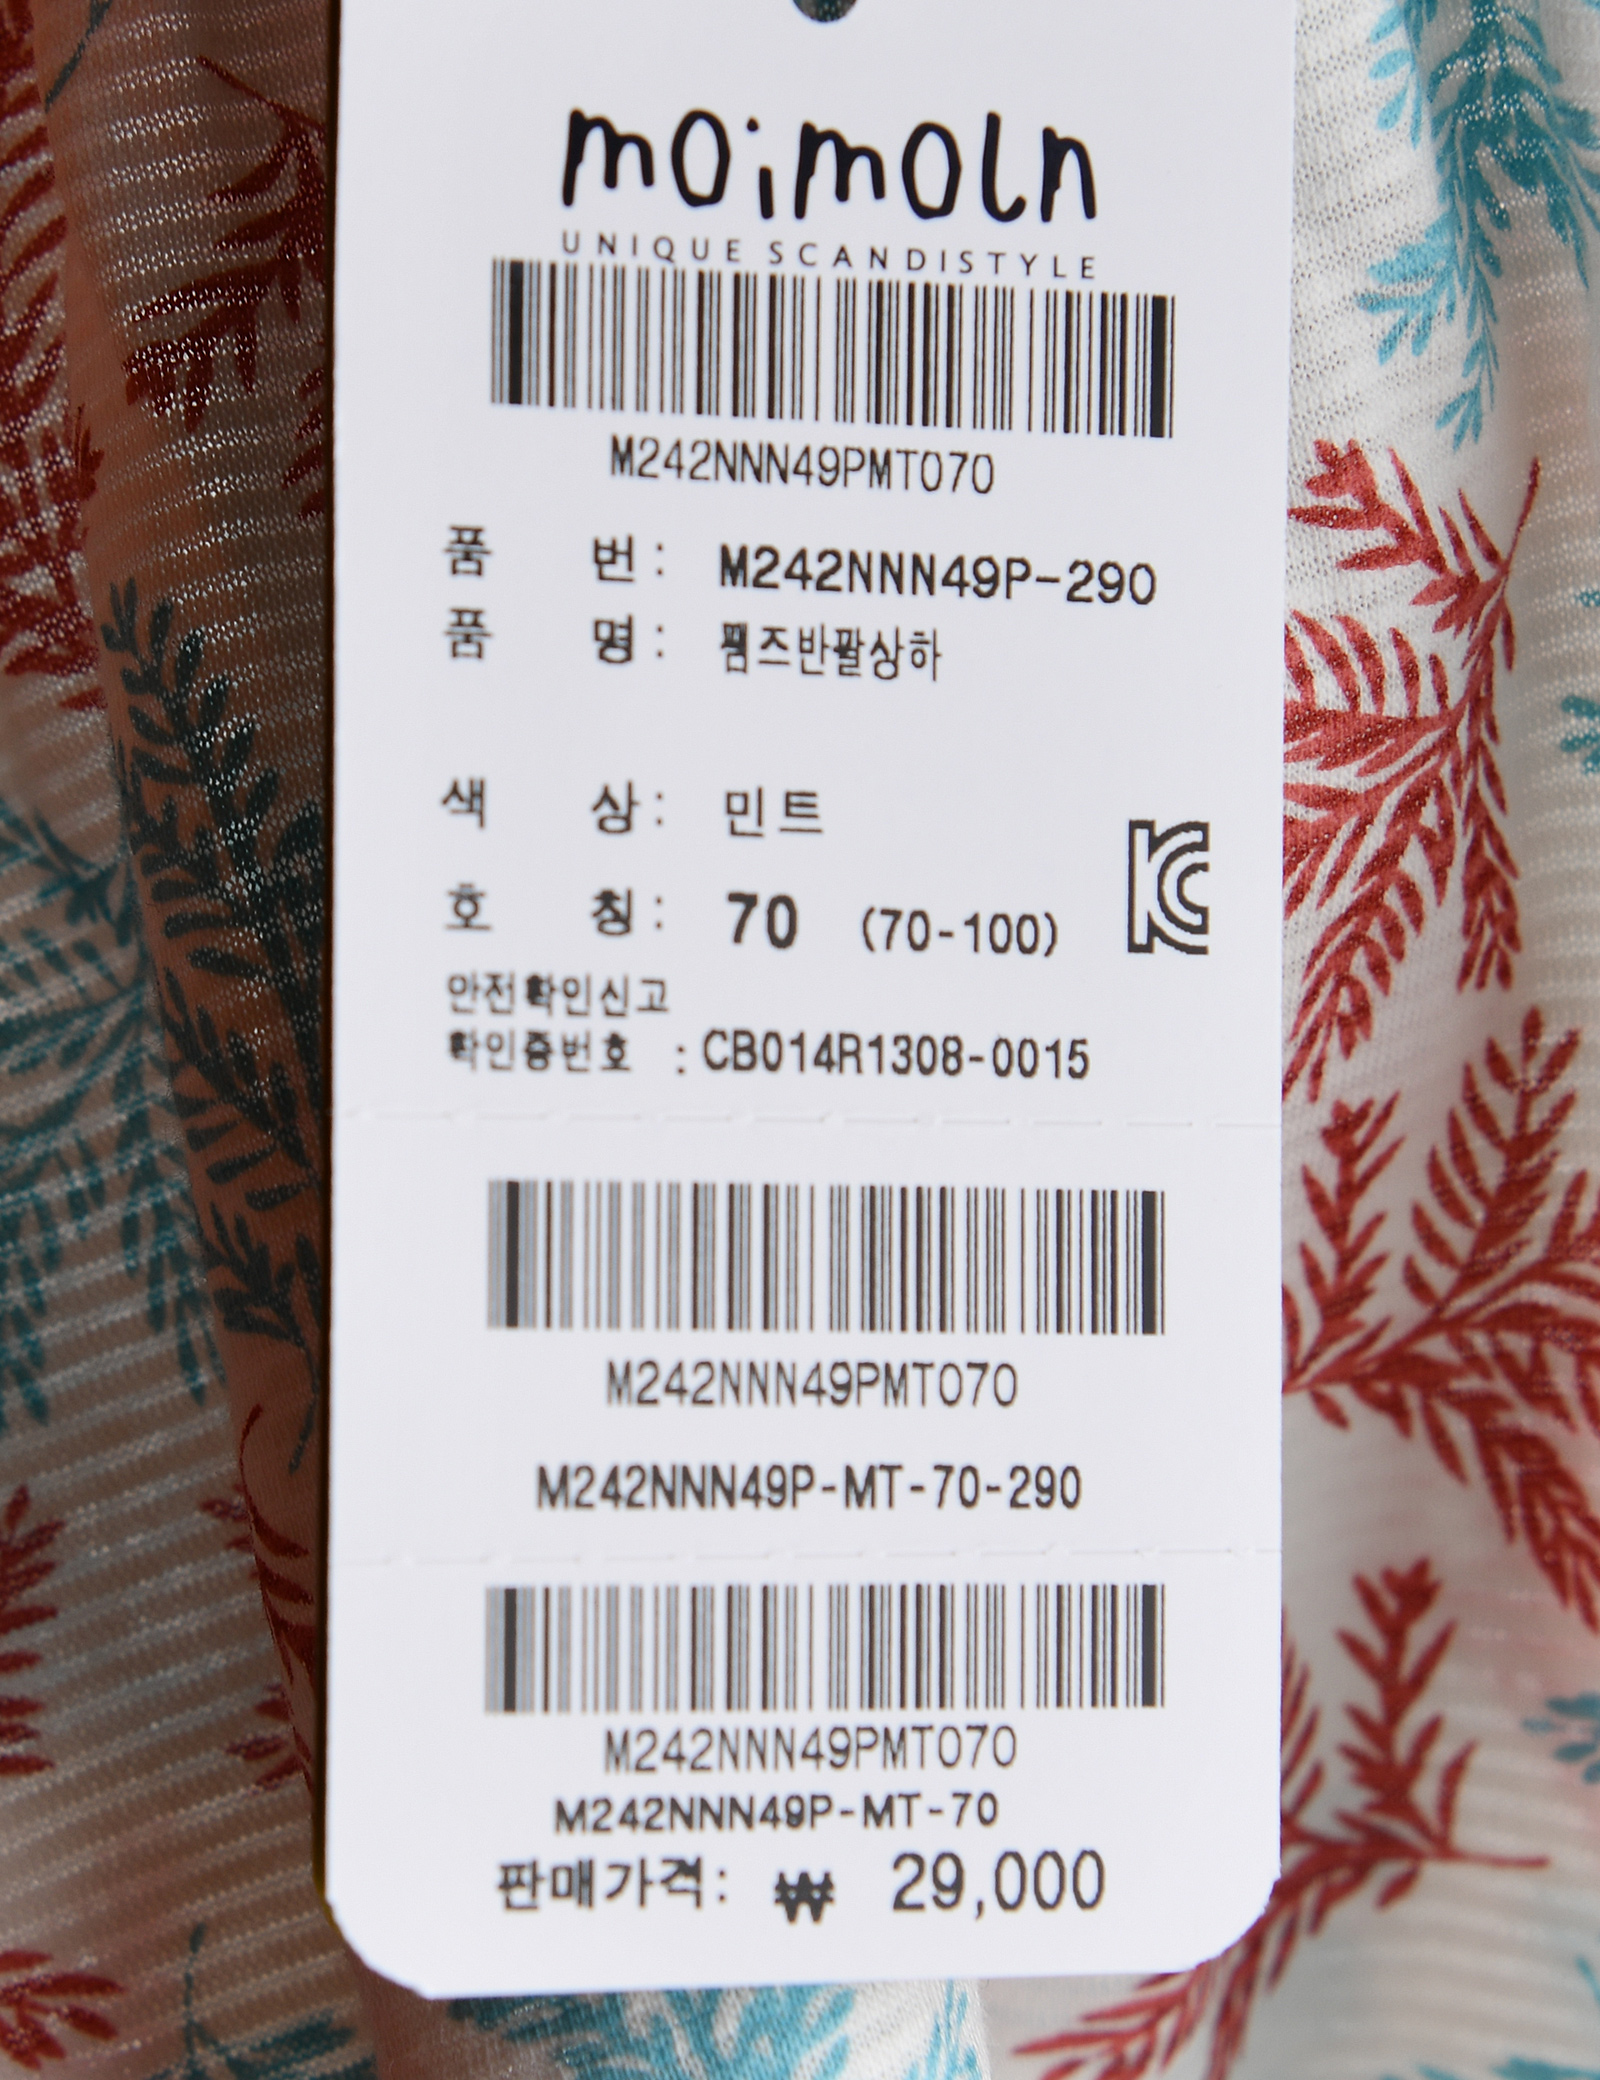 moimoln
UNIQUE SCANDISTYLE
M242NNN49PMT070
품 번 : M242NNN49P-290
품 명 : 팸즈반팔상하
색 상 : 민트
호 칭 : 70 (70-100)
안전확인신고
확인증번호 : CB014R1308-0015
M242NNN49PMT070
M242NNN49P-MT-70-290
M242NNN49PMT070
M242NNN49P-MT-70
판매가격: ₩ 29,000